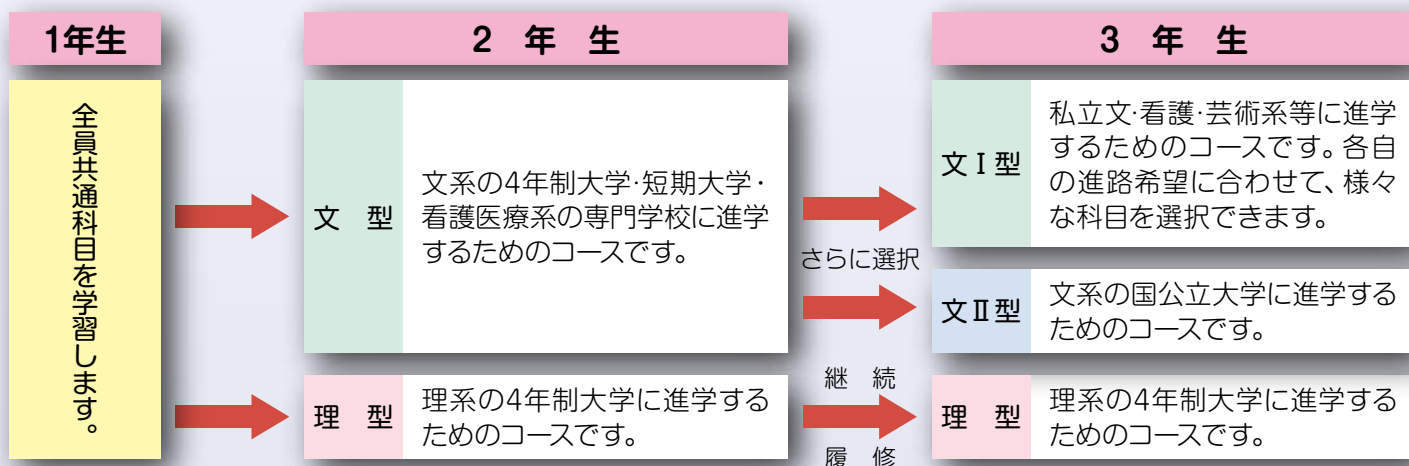 1年生
全員共通科目を学習します。
2 年 生
文 型
文系の4年制大学·短期大学·
看護医療系の専門学校に進学
するためのコースです。
理 型
理系の4年制大学に進学する
ためのコースです。
さらに選択
継 続
履 修
3 年 生
文Ⅰ型
私立文·看護·芸術系等に進学
するためのコースです。各自
の進路希望に合わせて、様々
な科目を選択できます。
文Ⅱ型
文系の国公立大学に進学する
ためのコースです。
理 型
理系の4年制大学に進学する
ためのコースです。